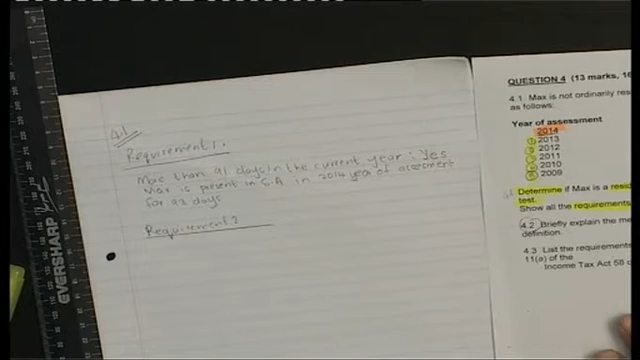 4.1
Requirement 1.
More than 91 days in the current year : Yes
Max is present in S.A. in 2014 year of assessment
for 92 days
Requirement 2
EVERSHARP
QUESTION 4 (13 marks, 16
4.1. Max is not ordinarily res
as follows:
Year of assessment
2014
2013
2012
2011
2010
2009
Determine if Max is a resid
test.
Show all the requirements
4.2 Briefly explain the me
definition.
4.3 List the requirements
11(a) of the
Income Tax Act 58 o